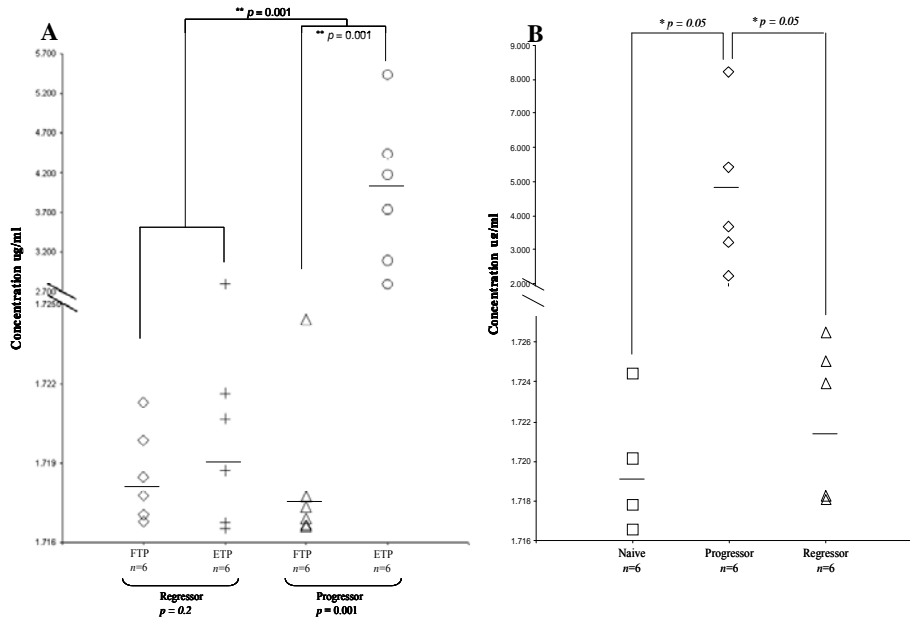 A
** p = 0.001
** p = 0.001
Concentration ug/ml
5.700
5.200
4.700
4.200
3.700
3.200
2.700
1.7250
1.722
1.719
1.716
FTP
n=6
ETP
n=6
FTP
n=6
ETP
n=6
Regressor
p = 0.2
Progressor
p = 0.001
B
* p = 0.05
* p = 0.05
Concentration ug/ml
9.000
8.000
7.000
6.000
5.000
4.000
3.000
2.000
1.726
1.724
1.722
1.720
1.718
1.716
Naive
n=6
Progressor
n=6
Regressor
n=6